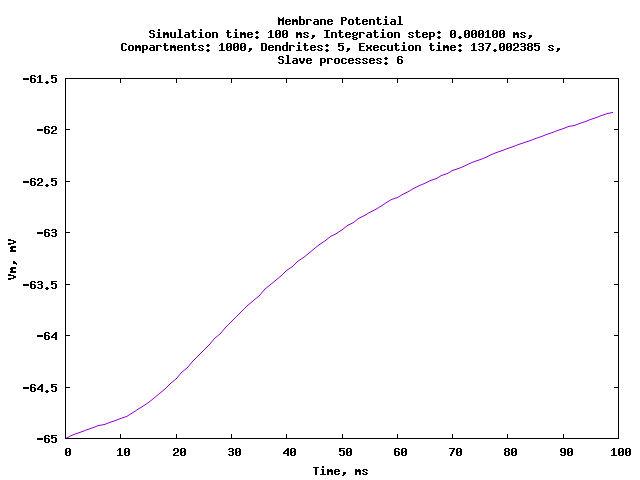 Membrane Potential
Simulation time: 100 ms, Integration step: 0.000100 ms,
Compartments: 1000, Dendrites: 5, Execution time: 137.002385 s,
Slave processes: 6
-61.5
-62
-62.5
-63
-63.5
-64
-64.5
-65
Vm, mV
0 10 20 30 40 50 60 70 80 90 100
Time, ms